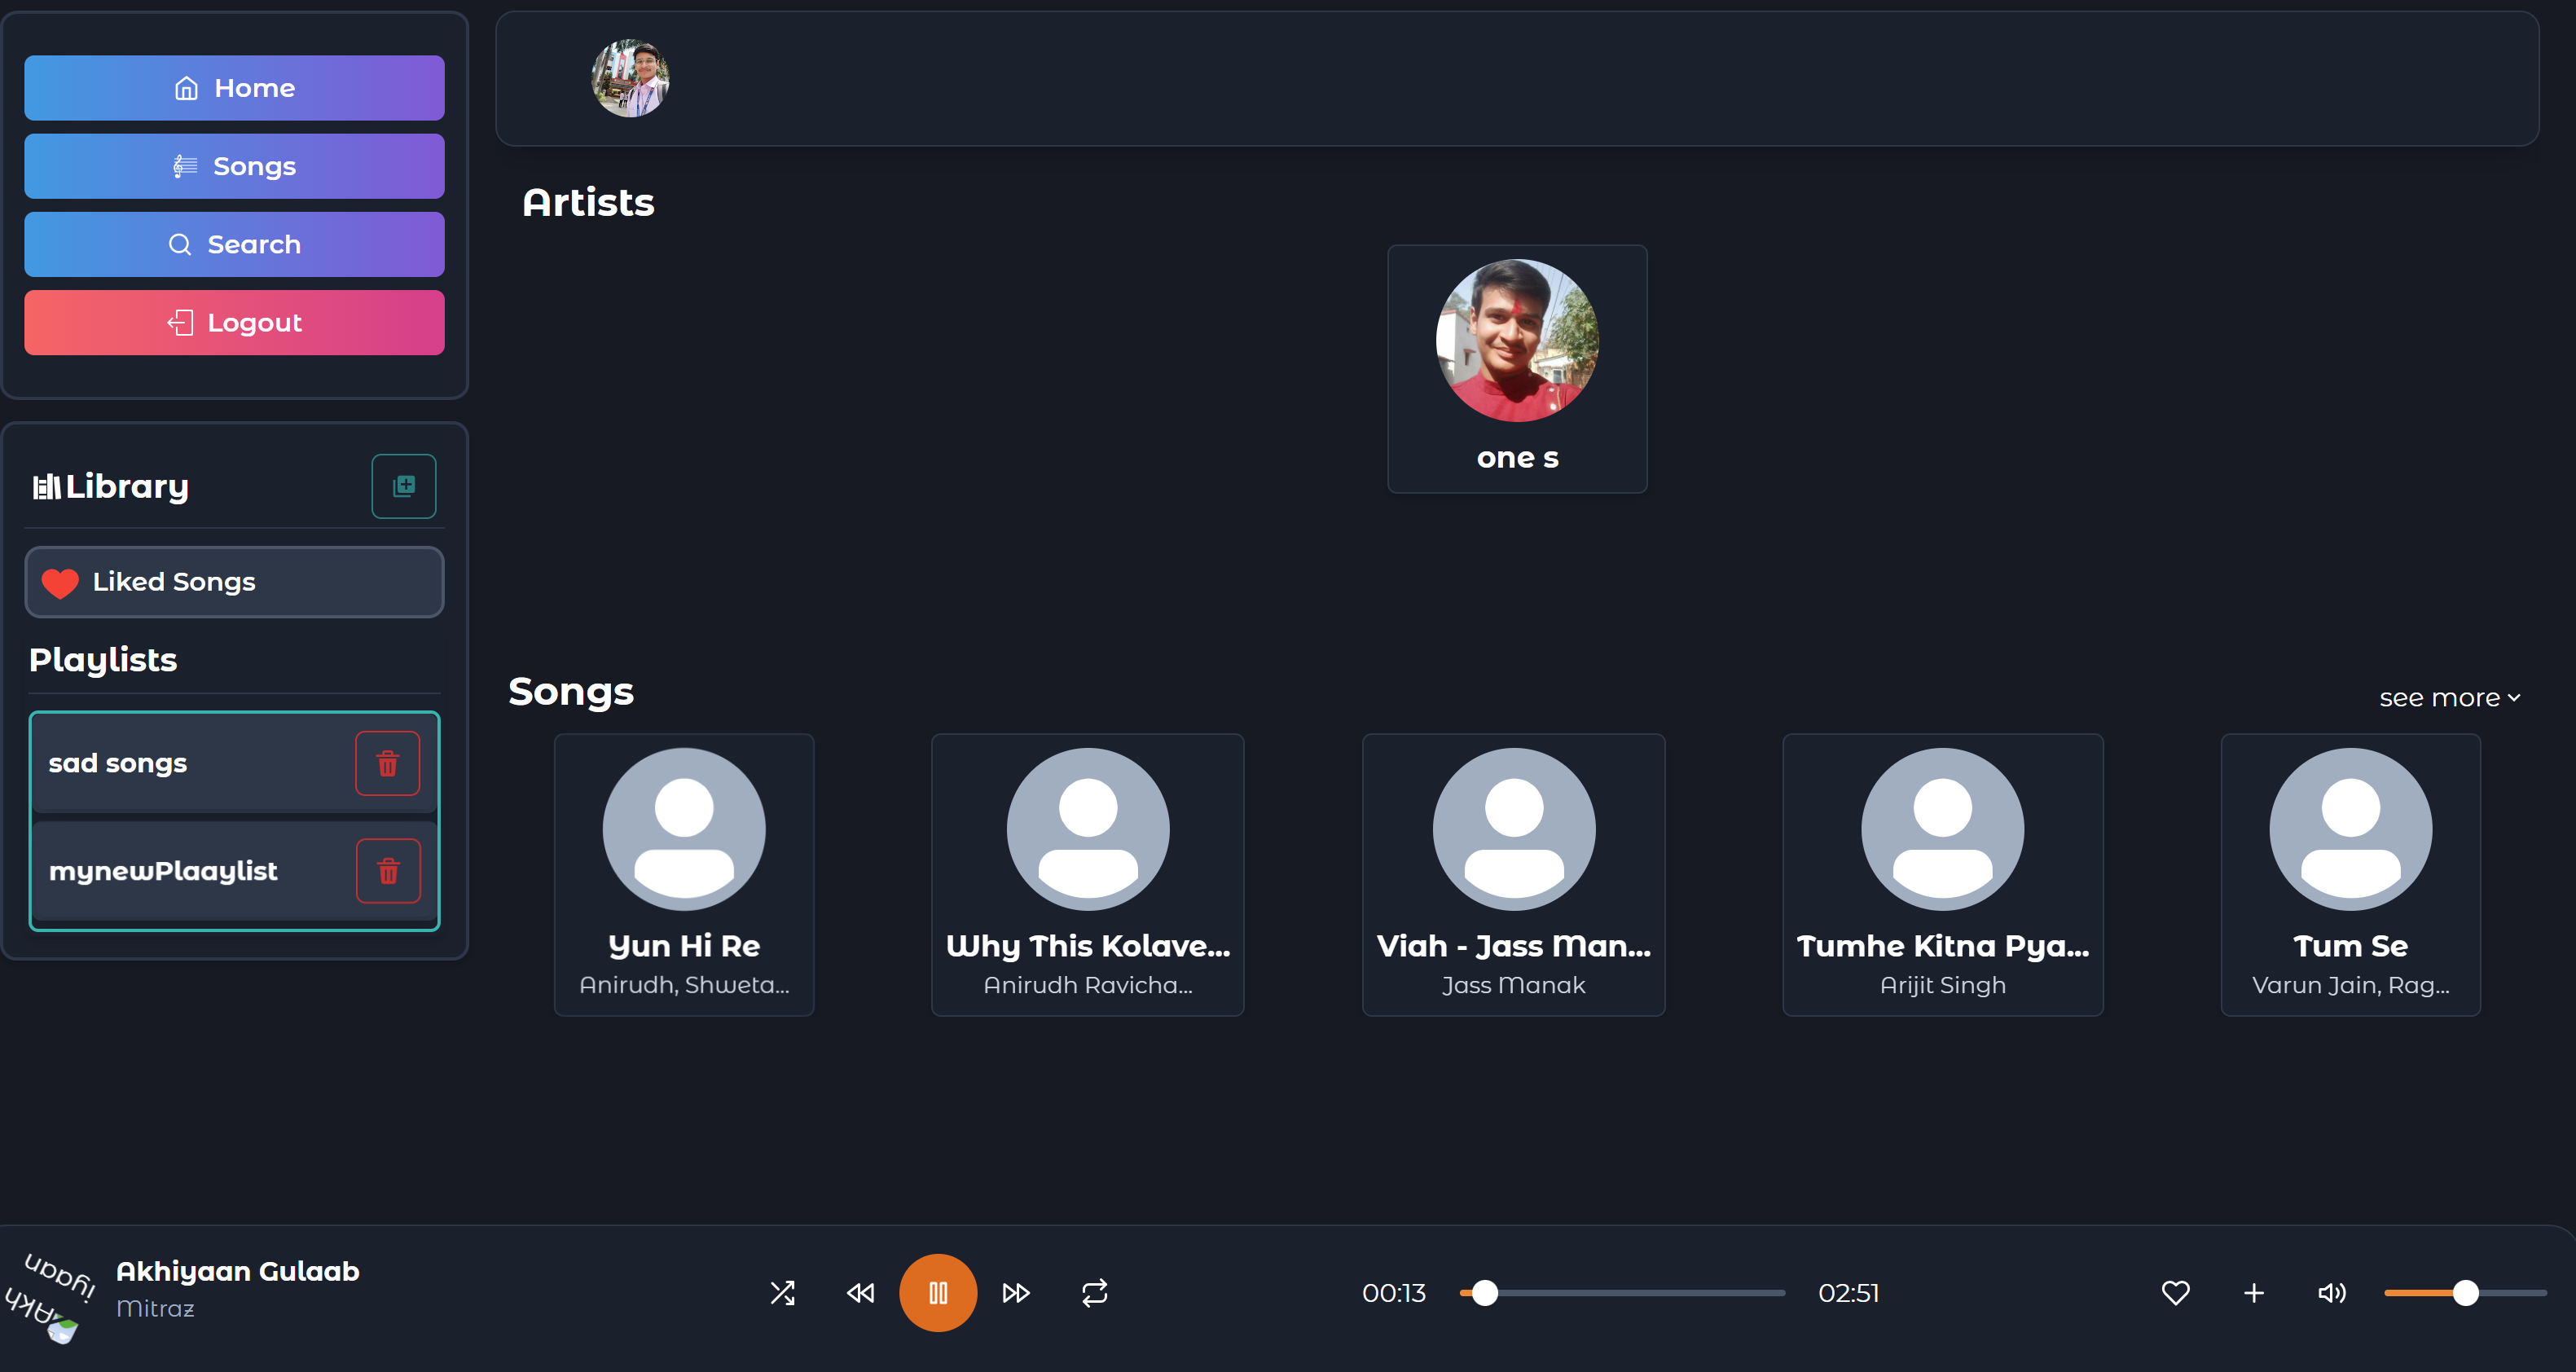 Home
Songs
Search
Logout
Library
Liked Songs
Playlists
sad songs
mynewPlaaylist
Artists
one s
Songs
see more
Yun Hi Re
Anirudh, Shweta...
Why This Kolave...
Anirudh Ravicha...
Viah - Jass Man...
Jass Manak
Tumhe Kitna Pya...
Arijit Singh
Tum Se
Varun Jain, Rag...
Akh
iyaan
Akhiyaan Gulaab
Mitraz
00:13
02:51